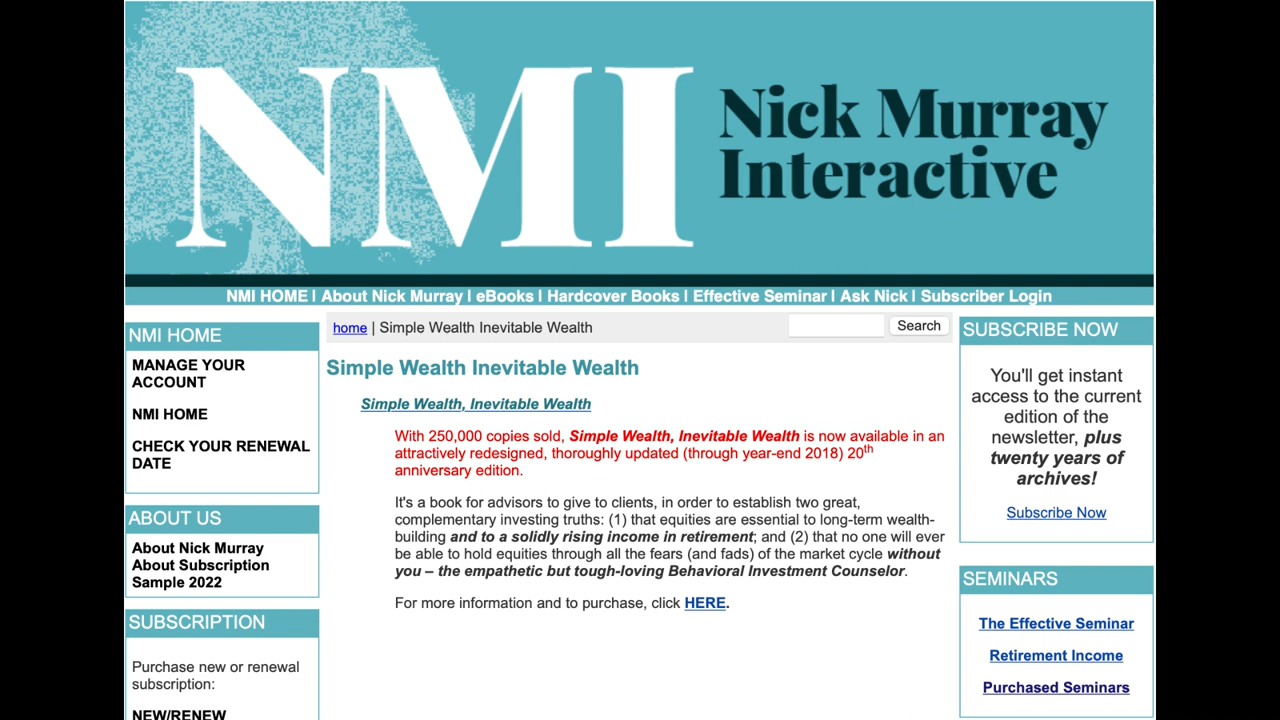 NMI
Nick Murray
Interactive
NMI HOME | About Nick Murray | eBooks | Hardcover Books | Effective Seminar | Ask Nick | Subscriber Login
NMI HOME
MANAGE YOUR
ACCOUNT
NMI HOME
CHECK YOUR RENEWAL
DATE
ABOUT US
About Nick Murray
About Subscription
Sample 2022
SUBSCRIPTION
Purchase new or renewal
subscription:
NEW/RENEW
home | Simple Wealth Inevitable Wealth
Search
Simple Wealth Inevitable Wealth
Simple Wealth, Inevitable Wealth
With 250,000 copies sold, Simple Wealth, Inevitable Wealth is now available in an
attractively redesigned, thoroughly updated (through year-end 2018) 20th
anniversary edition.
It's a book for advisors to give to clients, in order to establish two great,
complementary investing truths: (1) that equities are essential to long-term wealth-
building and to a solidly rising income in retirement; and (2) that no one will ever
be able to hold equities through all the fears (and fads) of the market cycle without
you – the empathetic but tough-loving Behavioral Investment Counselor.
For more information and to purchase, click HERE.
SUBSCRIBE NOW
You'll get instant
access to the current
edition of the
newsletter, plus
twenty years of
archives!
Subscribe Now
SEMINARS
The Effective Seminar
Retirement Income
Purchased Seminars